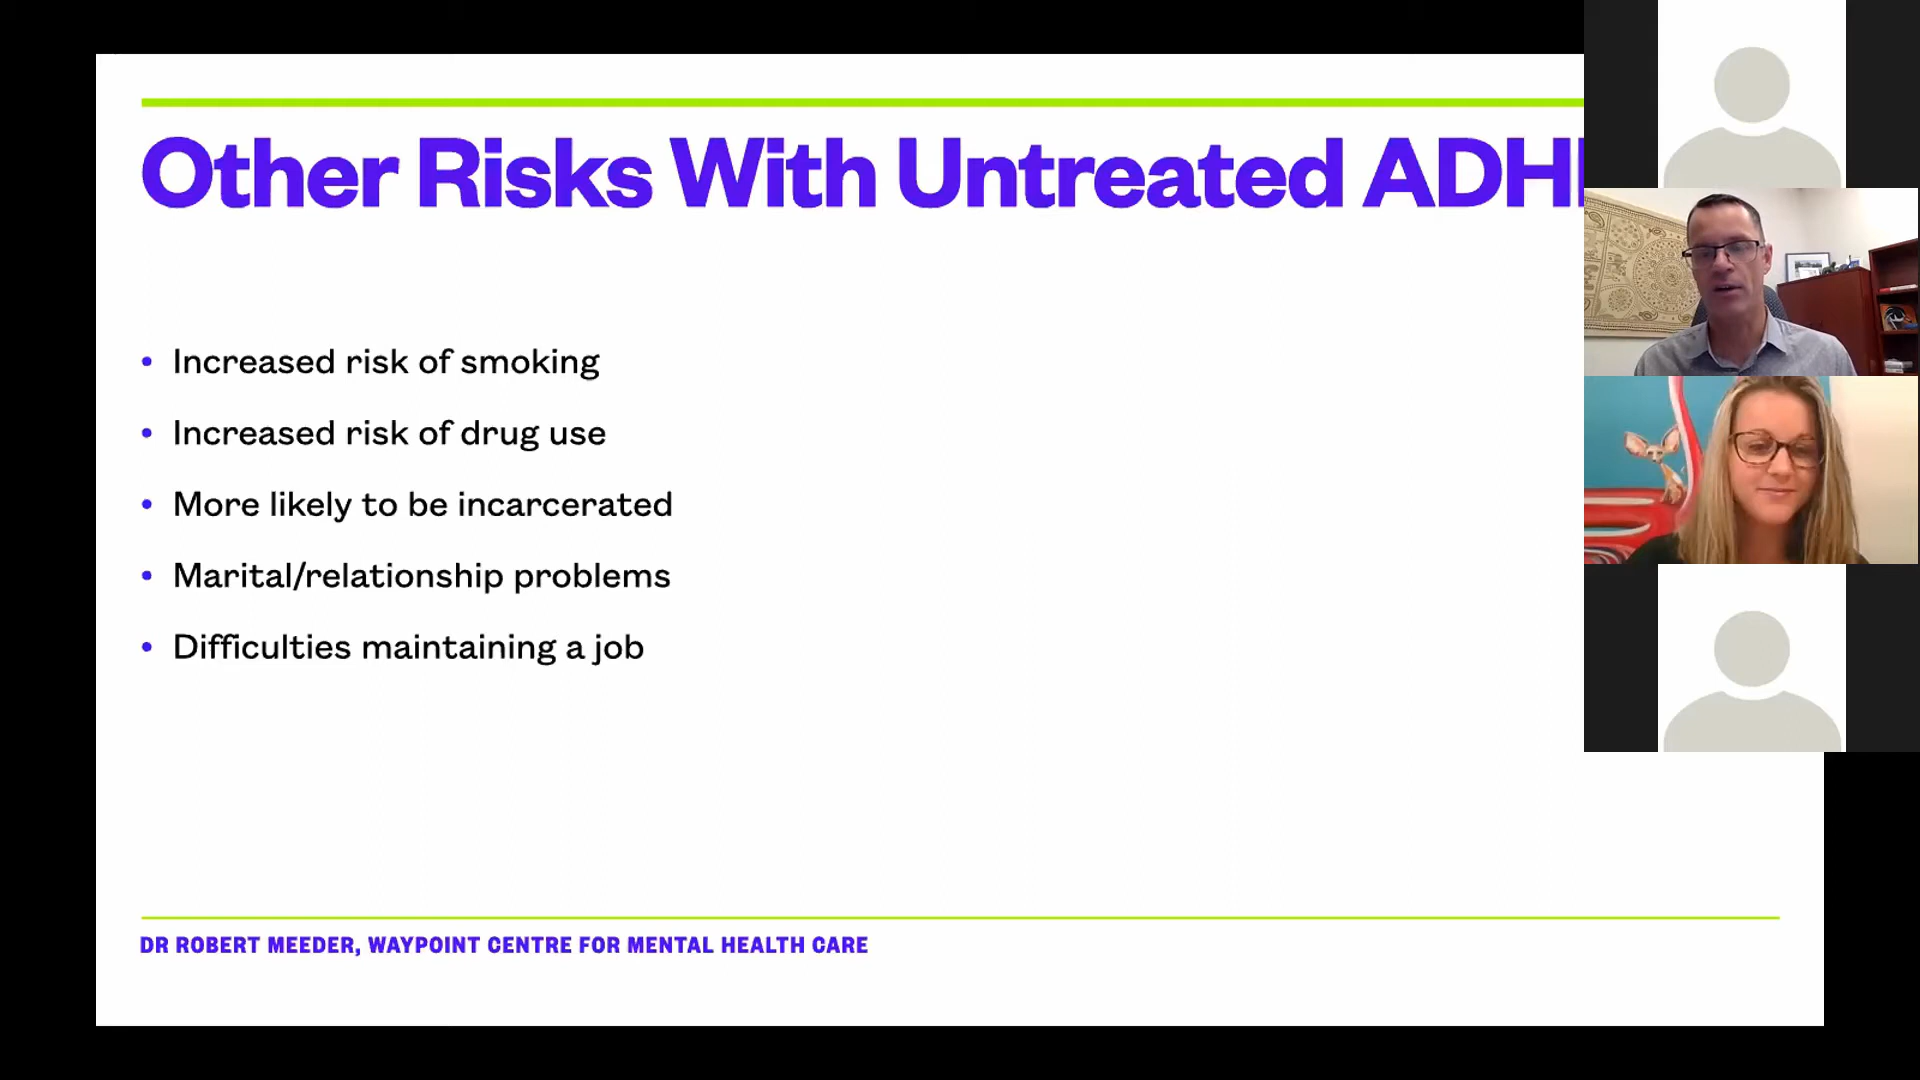 Other Risks With Untreated ADH
• Increased risk of smoking
• Increased risk of drug use
• More likely to be incarcerated
• Marital/relationship problems
• Difficulties maintaining a job
DR ROBERT MEEDER, WAYPOINT CENTRE FOR MENTAL HEALTH CARE